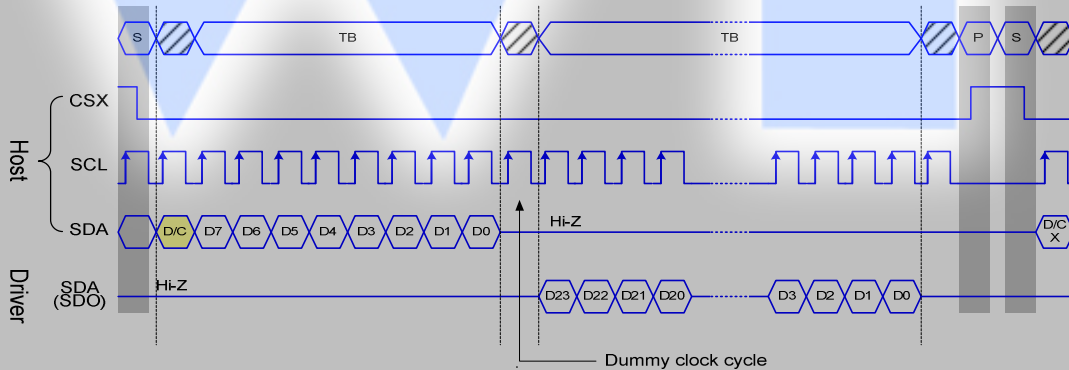 S TB TB P S
CSX
SCL
Host
SDA D/C D7 D6 D5 D4 D3 D2 D1 D0 Hi-Z D/C
X
Driver
SDA
(SDO)
Hi-Z D23 D22 D21 D20 D3 D2 D1 D0
Dummy clock cycle